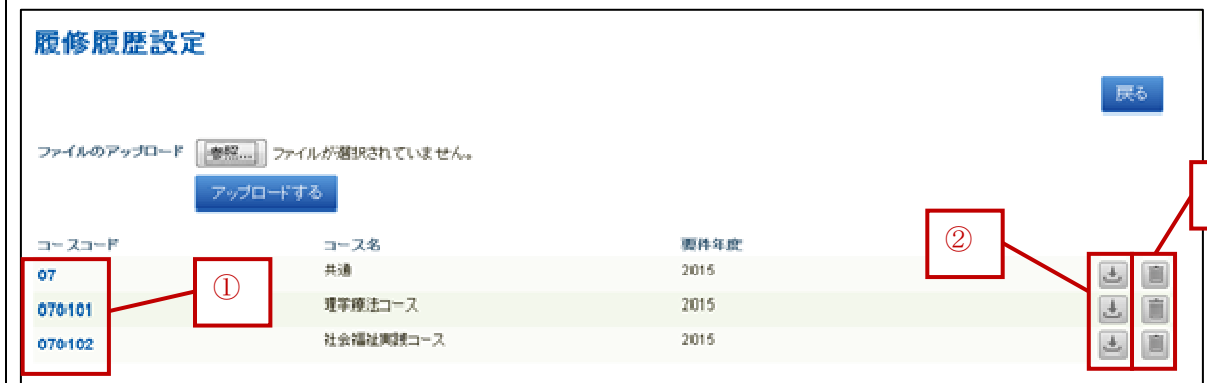 履修履歴設定
戻る
ファイルのアップロード 参照... ファイルが選択されていません。
アップロードする
コースコード コース名 要件年度
②
07 共通 2015
①
070101 理学療法コース 2015
070102 社会福祉実践コース 2015